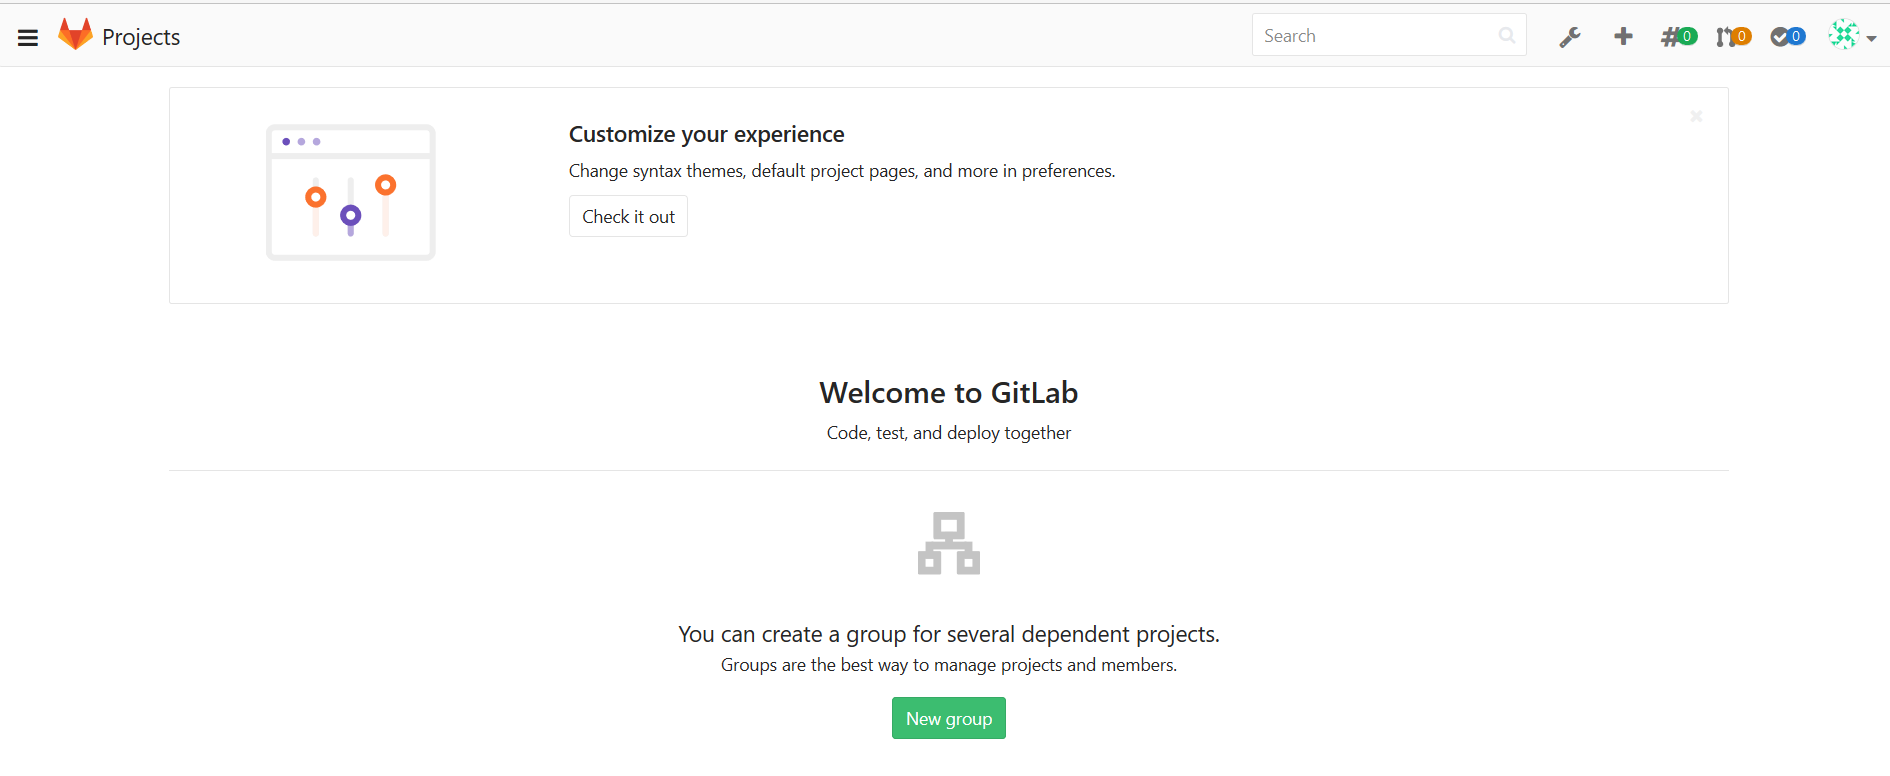 Projects
Search
0
0
0
Customize your experience
Change syntax themes, default project pages, and more in preferences.
Check it out
Welcome to GitLab
Code, test, and deploy together
You can create a group for several dependent projects.
Groups are the best way to manage projects and members.
New group